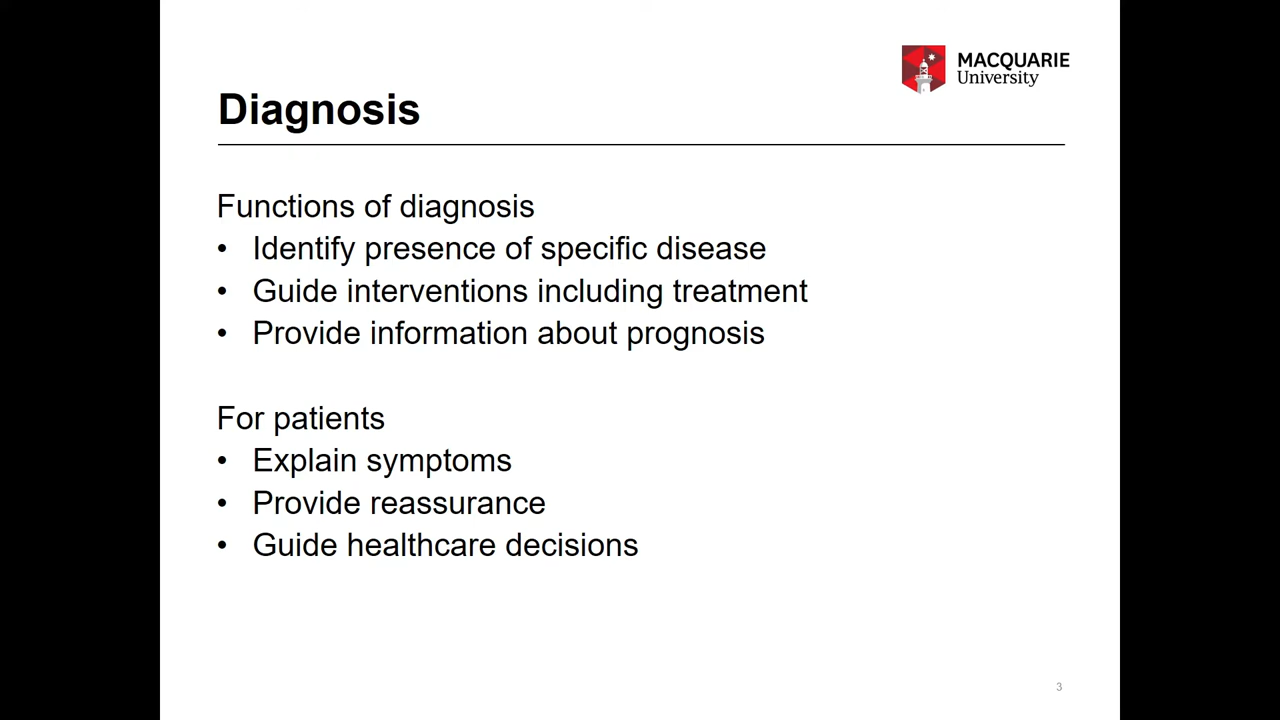 MACQUARIE
University
Diagnosis
Functions of diagnosis
• Identify presence of specific disease
• Guide interventions including treatment
• Provide information about prognosis
For patients
• Explain symptoms
• Provide reassurance
• Guide healthcare decisions
3